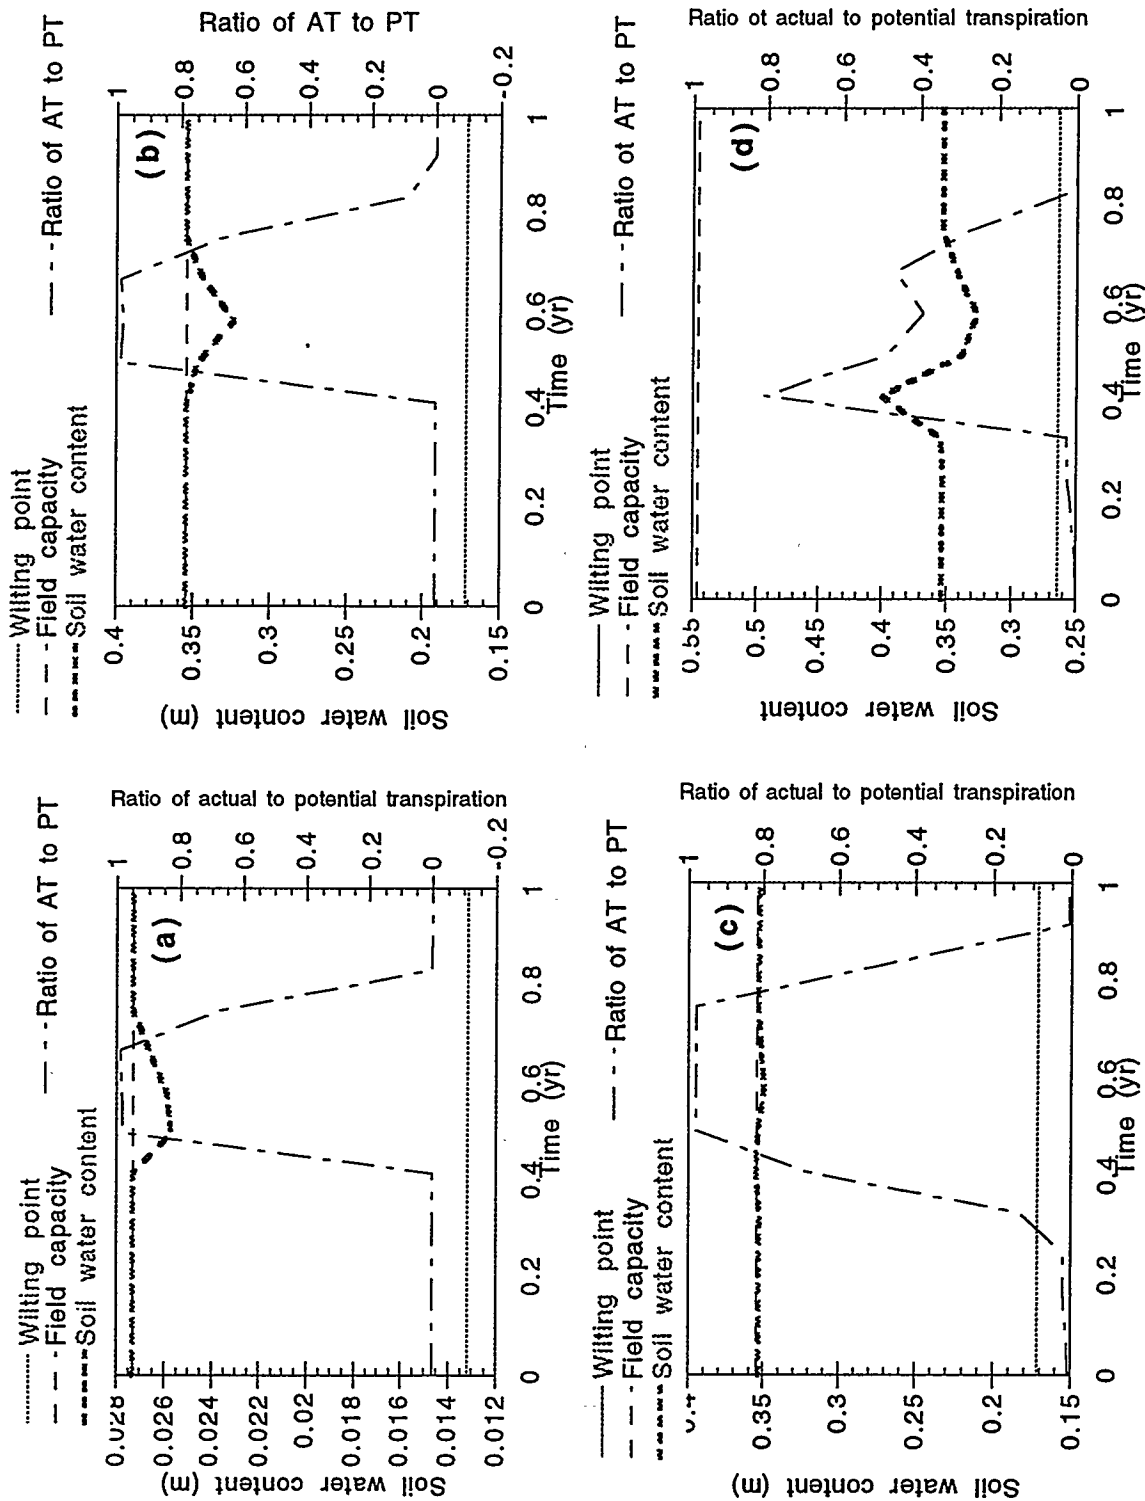 Wilting point
Field capacity
Soil water content
Ratio of AT to PT
Soil water content (m)
0.028
0.026
0.024
0.022
0.02
0.018
0.016
0.014
0.012
(a)
Ratio of actual to potential transpiration
1
0.8
0.6
0.4
0.2
0
-0.2
0 0.2 0.4 0.6 0.8 1
Time (yr)
Wilting point
Field capacity
Soil water content
Ratio of AT to PT
Soil water content (m)
0.4
0.35
0.3
0.25
0.2
0.15
(b)
Ratio of AT to PT
1
0.8
0.6
0.4
0.2
0
-0.2
0 0.2 0.4 0.6 0.8 1
Time (yr)
Wilting point
Field capacity
Soil water content
Ratio of AT to PT
Soil water content (m)
0.4
0.35
0.3
0.25
0.2
0.15
(c)
Ratio of actual to potential transpiration
1
0.8
0.6
0.4
0.2
0
0 0.2 0.4 0.6 0.8 1
Time (yr)
Wilting point
Field capacity
Soil water content
Ratio ot AT to PT
Soil water content
0.55
0.5
0.45
0.4
0.35
0.3
0.25
(d)
Ratio ot actual to potential transpiration
1
0.8
0.6
0.4
0.2
0
0 0.2 0.4 0.6 0.8 1
Time (yr)